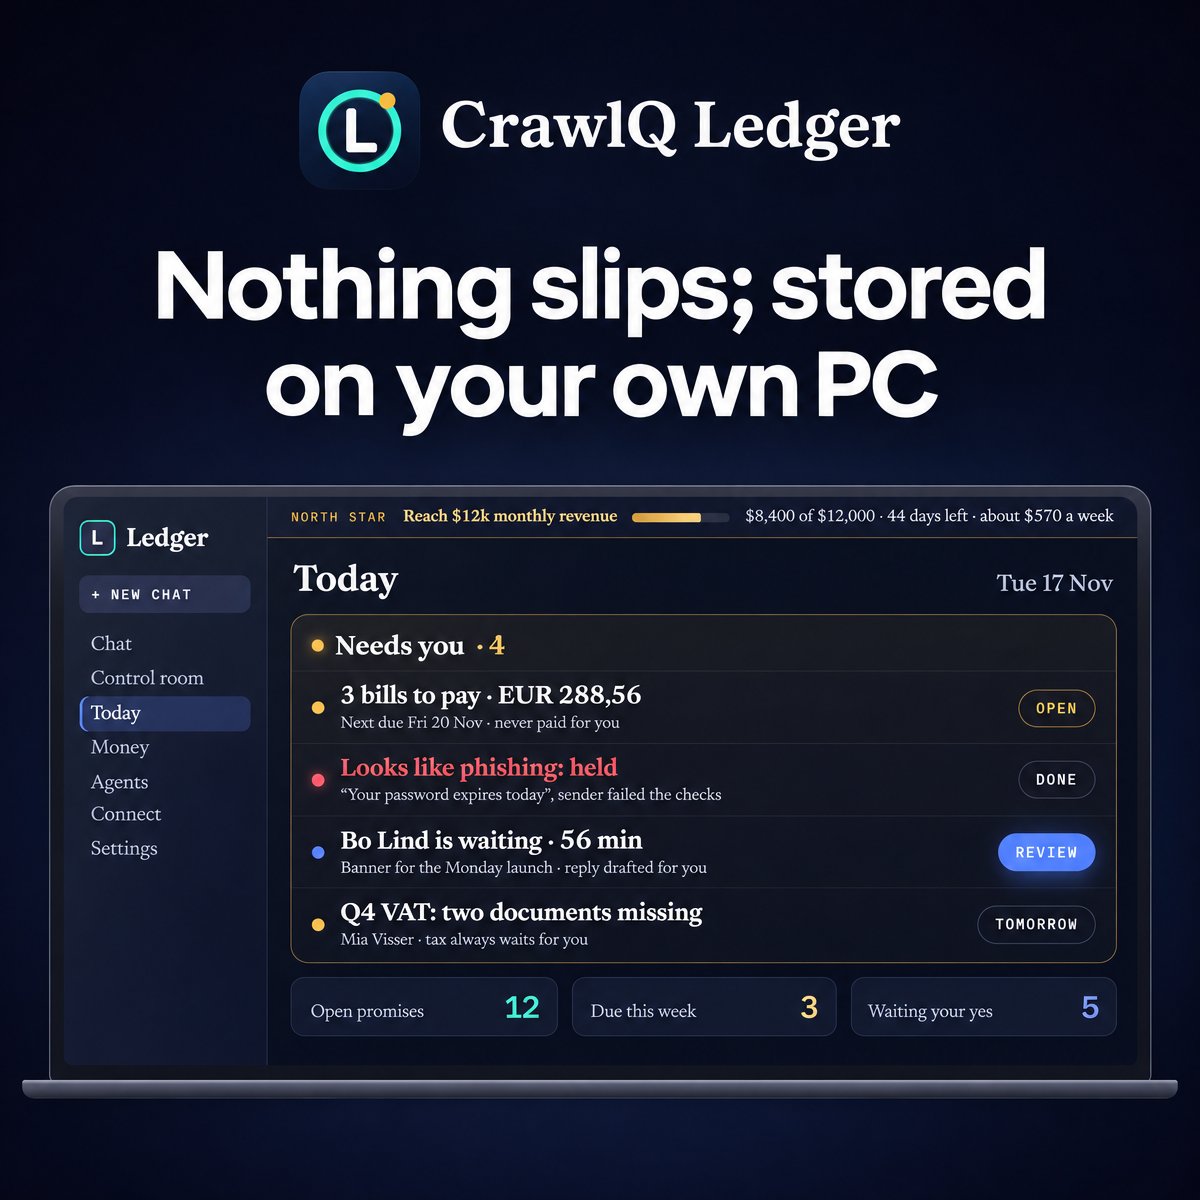 L
CrawlQ Ledger
Nothing slips; stored
on your own PC
L Ledger
+ NEW CHAT
Chat
Control room
Today
Money
Agents
Connect
Settings
NORTH STAR Reach $12k monthly revenue $8,400 of $12,000 · 44 days left · about $570 a week
Today Tue 17 Nov
Needs you · 4
3 bills to pay · EUR 288,56
Next due Fri 20 Nov · never paid for you
OPEN
Looks like phishing: held
“Your password expires today”, sender failed the checks
DONE
Bo Lind is waiting · 56 min
Banner for the Monday launch · reply drafted for you
REVIEW
Q4 VAT: two documents missing
Mia Visser · tax always waits for you
TOMORROW
Open promises 12
Due this week 3
Waiting your yes 5